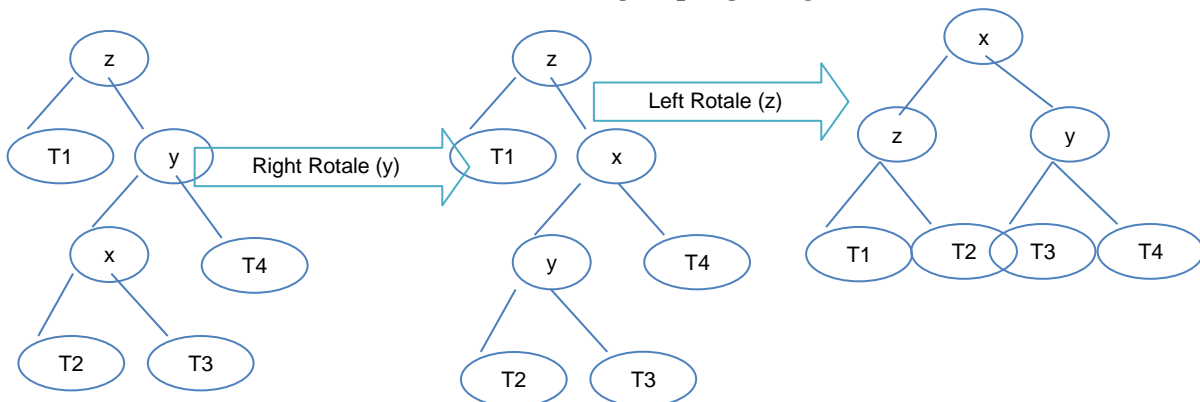 x
z
z
Left Rotale (z)
z
y
T1
y
Right Rotale (y)
T1
x
x
T4
y
T4
T1
T2
T3
T4
T2
T3
T2
T3